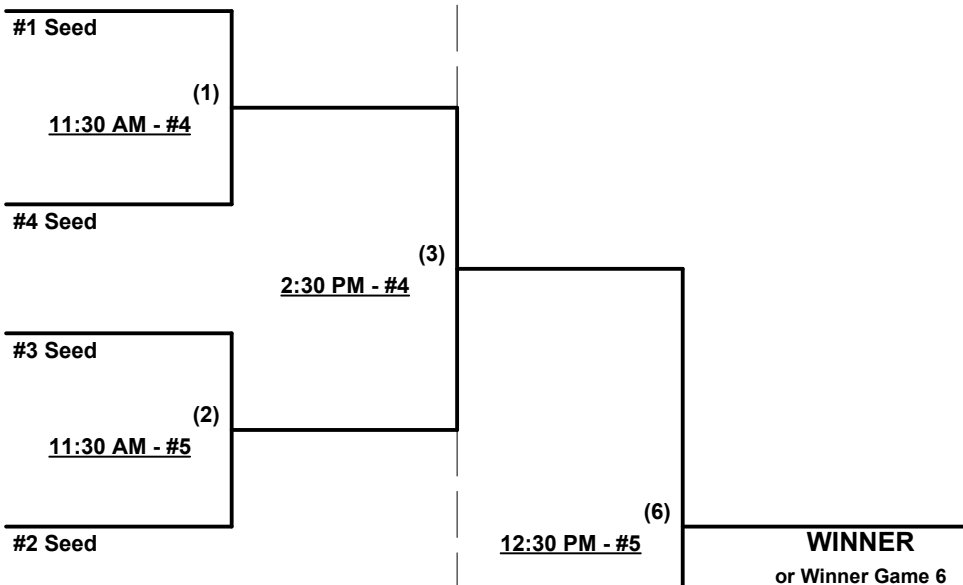 #1 Seed
(1)
11:30 AM - #4
#4 Seed
(3)
2:30 PM - #4
#3 Seed
(2)
11:30 AM - #5
#2 Seed
(6)
12:30 PM - #5
WINNER
or Winner Game 6